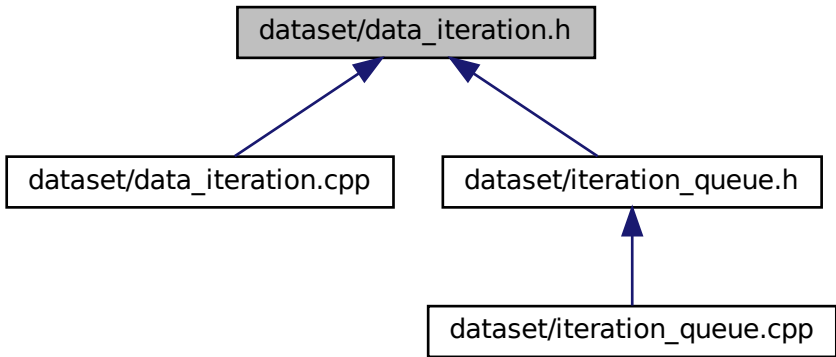 dataset/data_iteration.h
dataset/data_iteration.cpp
dataset/iteration_queue.h
dataset/iteration_queue.cpp